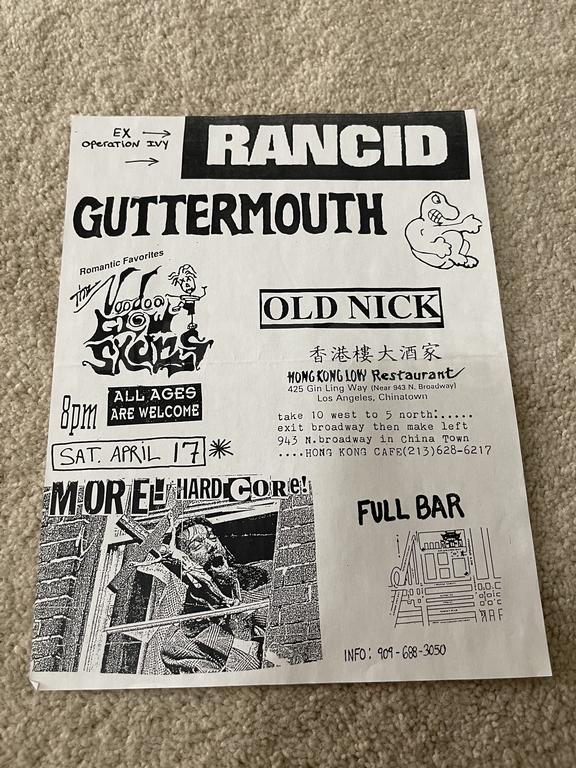 EX →
OPERATION IVY
→
RANCID
GUTTERMOUTH
Romantic Favorites
The
Voodoo
Glow
SKULLS
OLD NICK
香港樓大酒家
HONG KONG LOW Restaurant
425 Gin Ling Way (Near 943 N. Broadway)
Los Angeles, Chinatown
8pm
ALL AGES
ARE WELCOME
take 10 west to 5 north:.....
exit broadway then make left
943 N.broadway in China Town
....HONG KONG CAFE(213)628-6217
SAT. APRIL 17 *
MORE!! HARDCORe!
FULL BAR
INFO: 909-688-3050